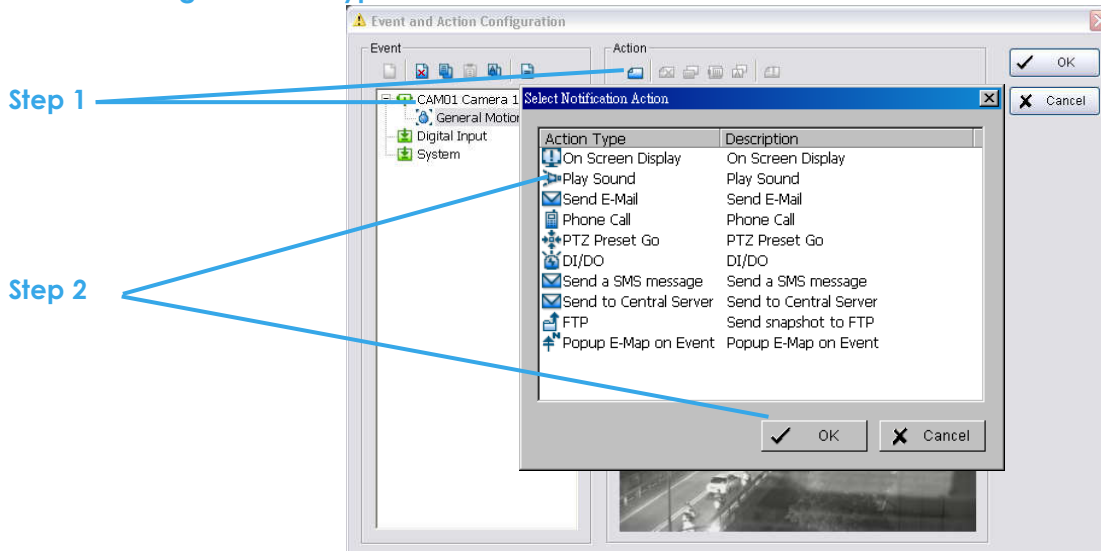 Event and Action Configuration
Event
Action
OK
Cancel
Step 1
CAM01 Camera 1
General Motion
Digital Input
System
Select Notification Action
Action Type Description
On Screen Display On Screen Display
Play Sound Play Sound
Send E-Mail Send E-Mail
Phone Call Phone Call
PTZ Preset Go PTZ Preset Go
DI/DO DI/DO
Send a SMS message Send a SMS message
Send to Central Server Send to Central Server
FTP Send snapshot to FTP
Popup E-Map on Event Popup E-Map on Event
Step 2
OK Cancel